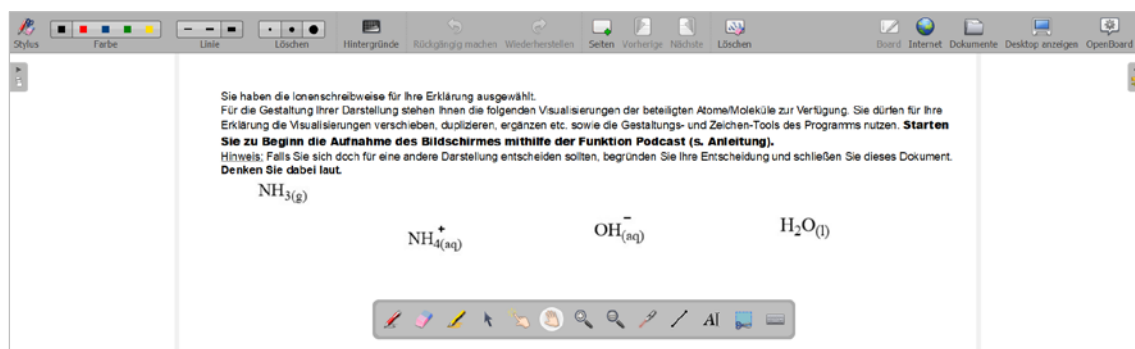 Stylus Farbe Linie Löschen Hintergründe Rückgängig machen Wiederherstellen Seiten Vorherige Nächste Löschen Board Internet Dokumente Desktop anzeigen OpenBoard
Sie haben die Ionenschreibweise für Ihre Erklärung ausgewählt.
Für die Gestaltung Ihrer Darstellung stehen Ihnen die folgenden Visualisierungen der beteiligten Atome/Moleküle zur Verfügung. Sie dürfen für Ihre
Erklärung die Visualisierungen verschieben, duplizieren, ergänzen etc. sowie die Gestaltungs- und Zeichen-Tools des Programms nutzen. Starten
Sie zu Beginn die Aufnahme des Bildschirmes mithilfe der Funktion Podcast (s. Anleitung).
Hinweis: Falls Sie sich doch für eine andere Darstellung entscheiden sollten, begründen Sie Ihre Entscheidung und schließen Sie dieses Dokument.
Denken Sie dabei laut.
NH₃(g)
NH₄⁺(aq) OH⁻(aq) H₂O(l)
AI